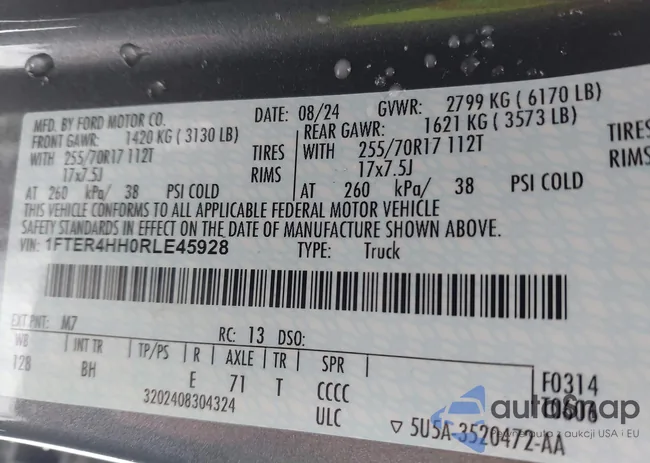 MFD. BY FORD MOTOR CO. DATE: 08/24 GVWR: 2799 KG ( 6170 LB)
FRONT GAWR: 1420 KG ( 3130 LB) REAR GAWR: 1621 KG ( 3573 LB)
WITH 255/70R17 112T TIRES WITH 255/70R17 112T TIRES
17x7.5J RIMS 17x7.5J RIMS
AT 260 kPa/ 38 PSI COLD AT 260 kPa/ 38 PSI COLD
THIS VEHICLE CONFORMS TO ALL APPLICABLE FEDERAL MOTOR VEHICLE
SAFETY STANDARDS IN EFFECT ON THE DATE OF MANUFACTURE SHOWN ABOVE.
VIN: 1FTER4HH0RLE45928 TYPE: Truck
EXT PNT: M7 RC: 13 DSO:
WB INT TR TP/PS R AXLE TR SPR
128 BH E 71 T CCCC F0314
3202408304324 ULC T0606
▽ 5U5A-3520472-AA
autoSnap
z aukcji USA i EU